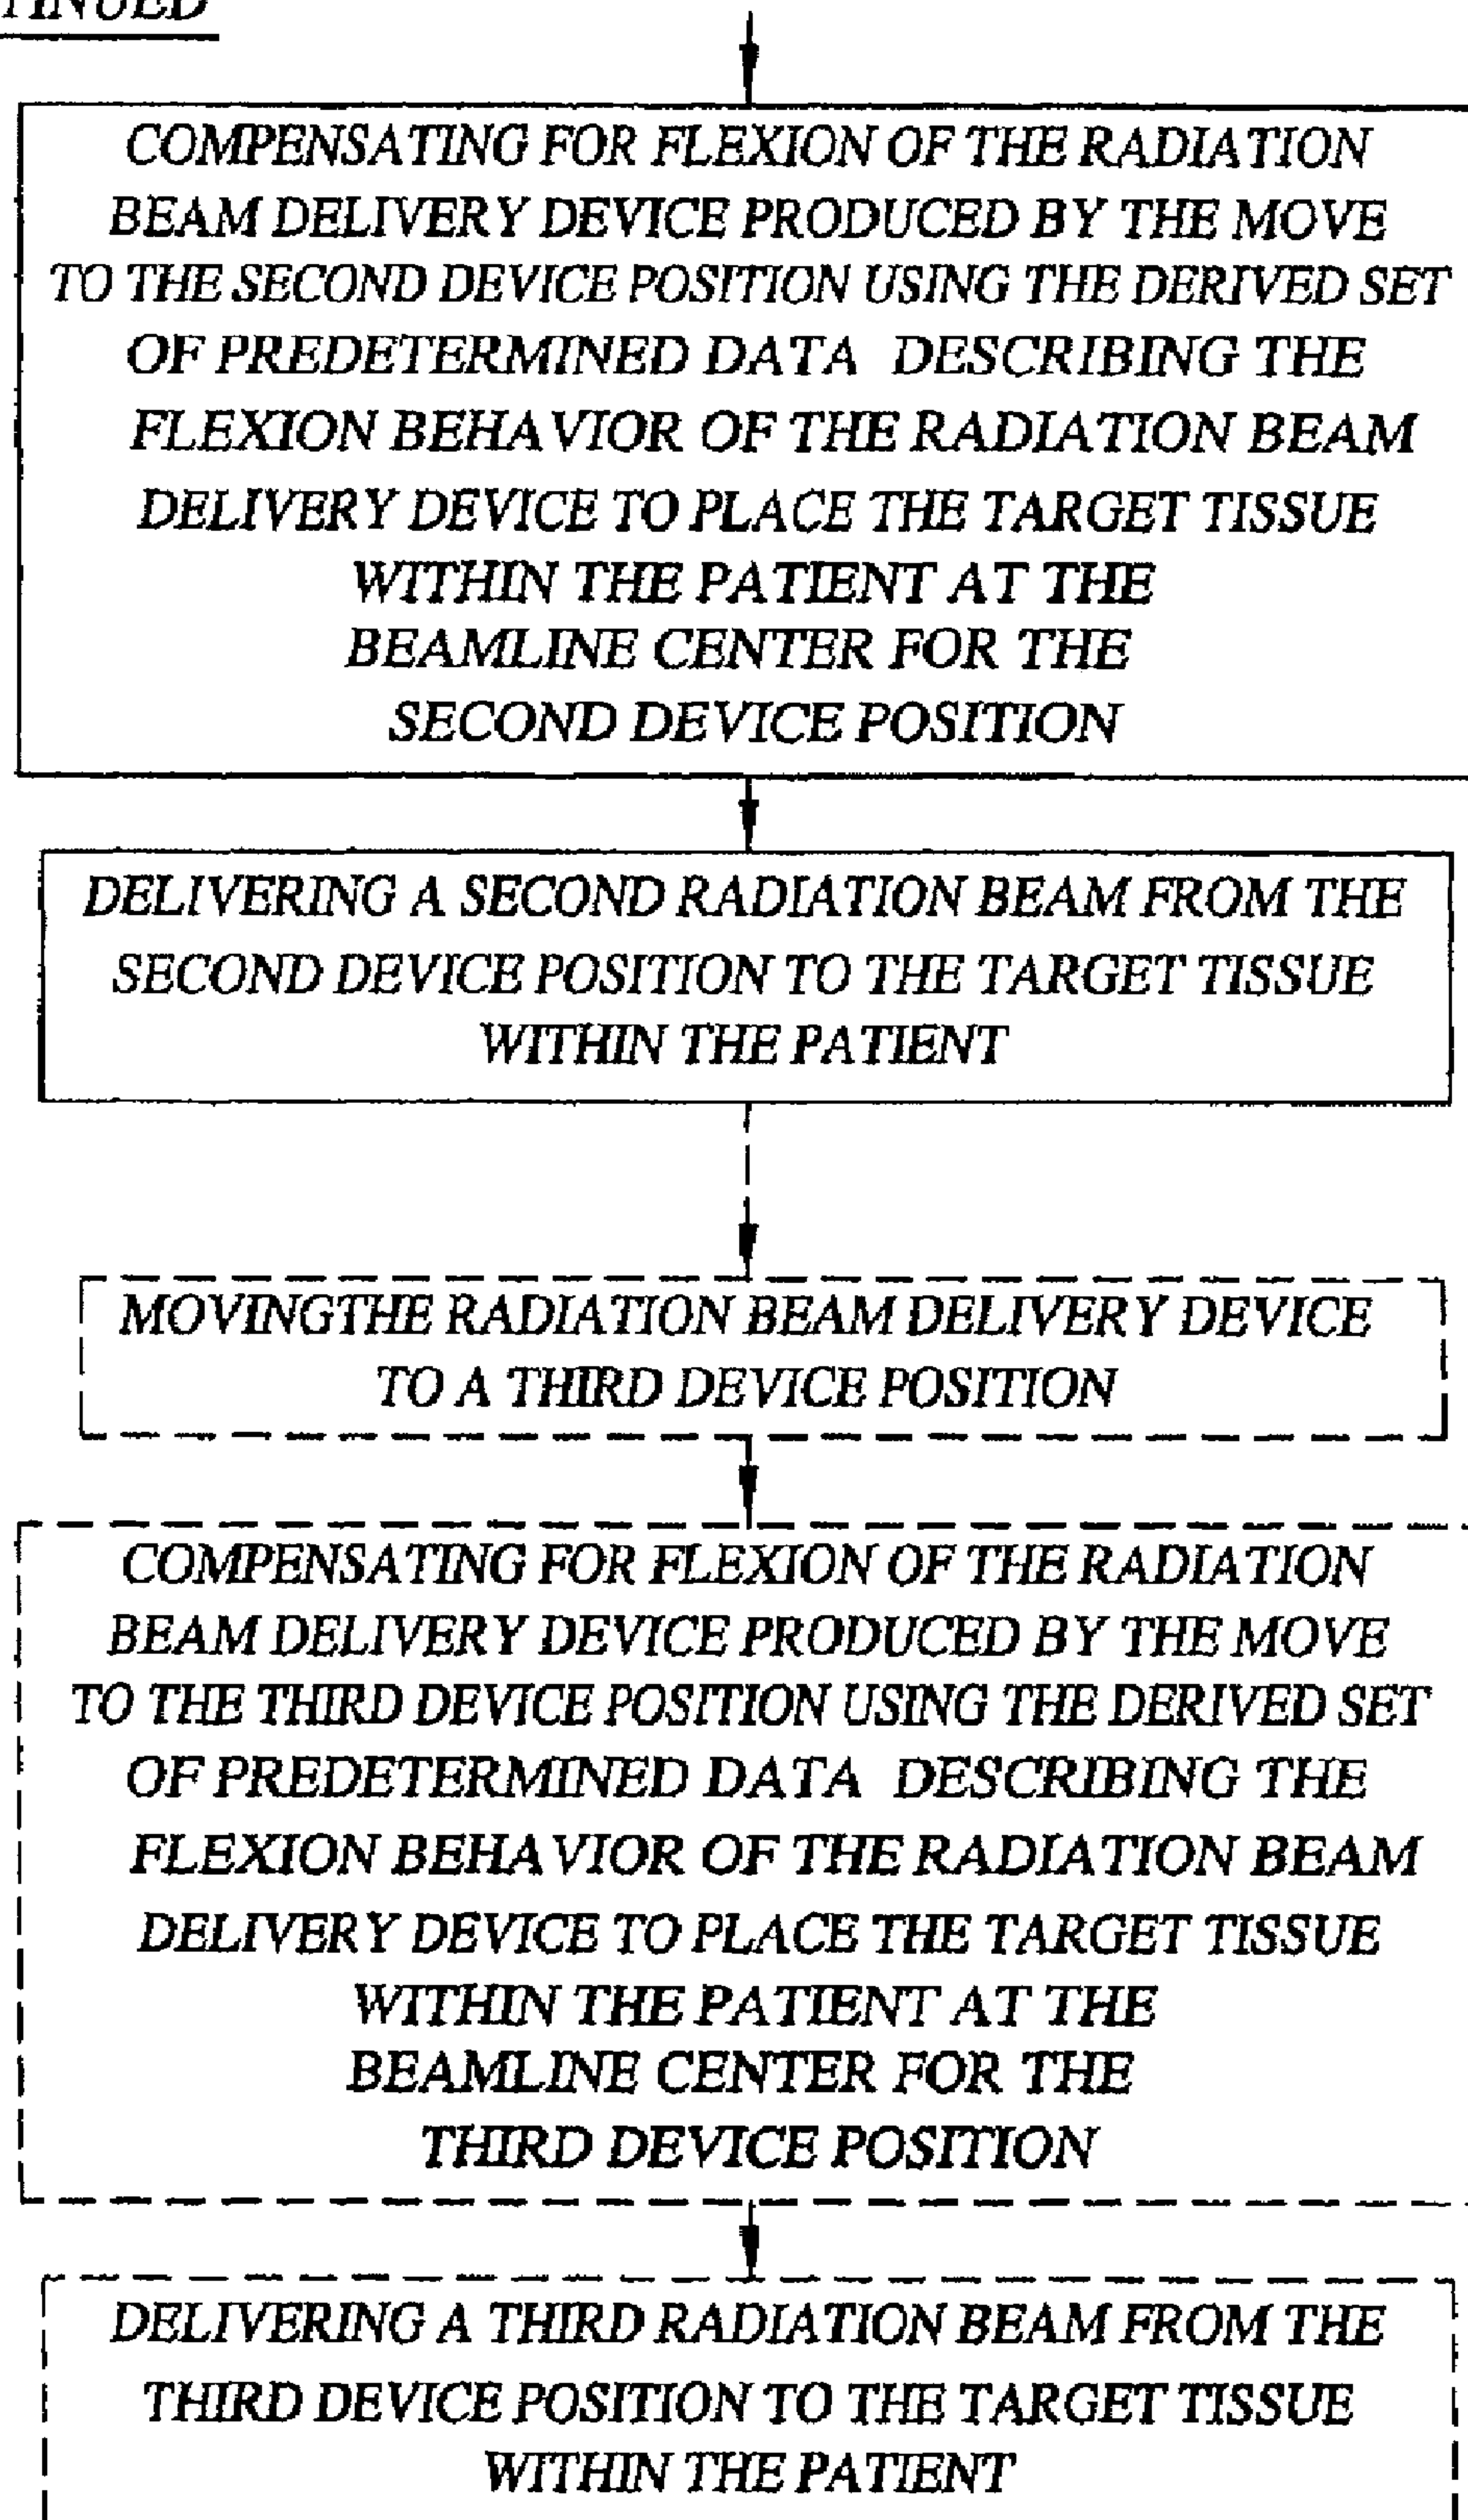 TINUED
COMPENSATING FOR FLEXION OF THE RADIATION
BEAM DELIVERY DEVICE PRODUCED BY THE MOVE
TO THE SECOND DEVICE POSITION USING THE DERIVED SET
OF PREDETERMINED DATA DESCRIBING THE
FLEXION BEHAVIOR OF THE RADIATION BEAM
DELIVERY DEVICE TO PLACE THE TARGET TISSUE
WITHIN THE PATIENT AT THE
BEAMLINE CENTER FOR THE
SECOND DEVICE POSITION
DELIVERING A SECOND RADIATION BEAM FROM THE
SECOND DEVICE POSITION TO THE TARGET TISSUE
WITHIN THE PATIENT
MOVINGTHE RADIATION BEAM DELIVERY DEVICE
TO A THIRD DEVICE POSITION
COMPENSATING FOR FLEXION OF THE RADIATION
BEAM DELIVERY DEVICE PRODUCED BY THE MOVE
TO THE THIRD DEVICE POSITION USING THE DERIVED SET
OF PREDETERMINED DATA DESCRIBING THE
FLEXION BEHAVIOR OF THE RADIATION BEAM
DELIVERY DEVICE TO PLACE THE TARGET TISSUE
WITHIN THE PATIENT AT THE
BEAMLINE CENTER FOR THE
THIRD DEVICE POSITION
DELIVERING A THIRD RADIATION BEAM FROM THE
THIRD DEVICE POSITION TO THE TARGET TISSUE
WITHIN THE PATIENT